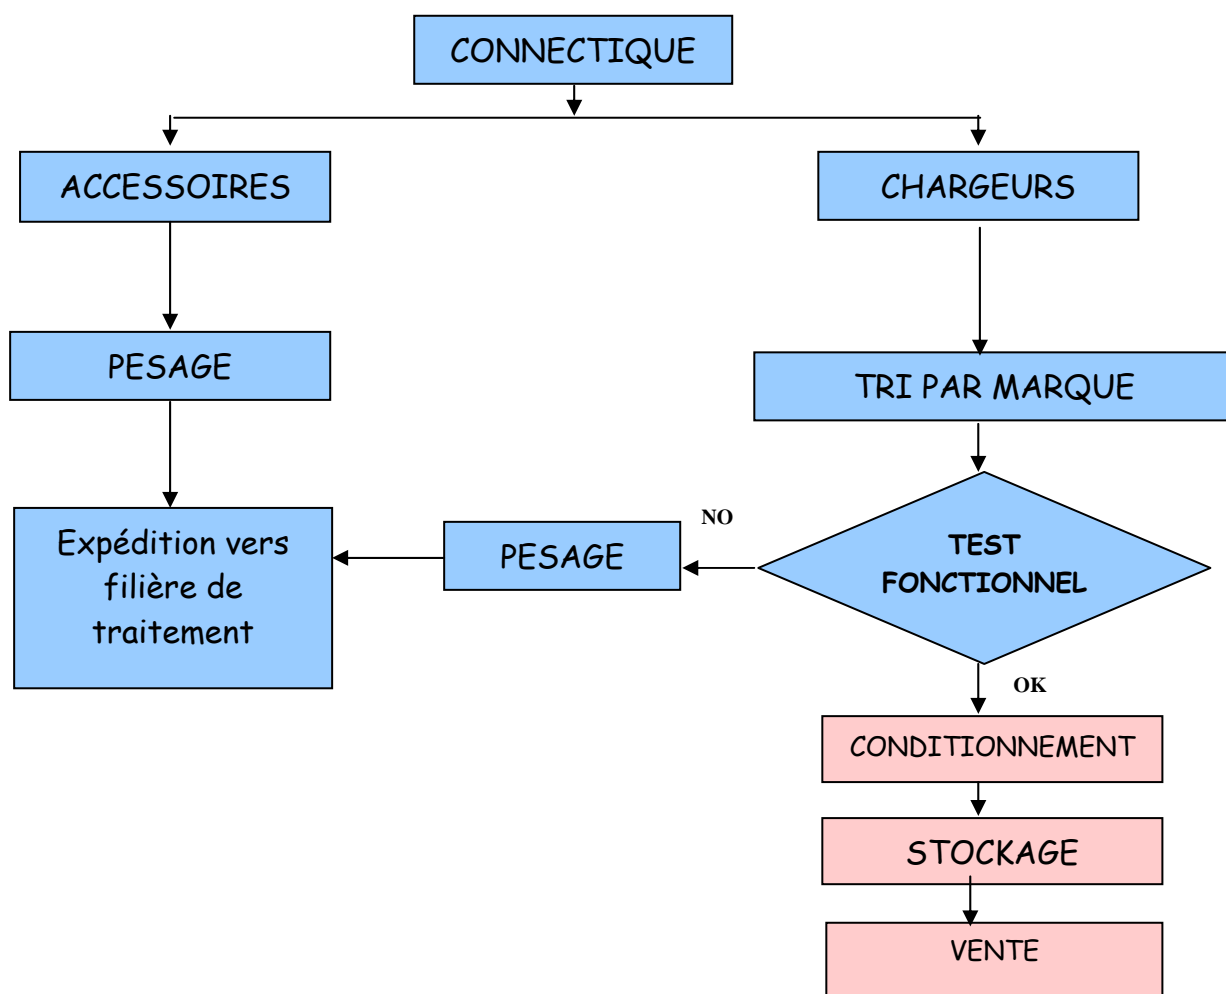 CONNECTIQUE
ACCESSOIRES
CHARGEURS
PESAGE
TRI PAR MARQUE
Expédition vers
filière de
traitement
PESAGE
NO
TEST
FONCTIONNEL
OK
CONDITIONNEMENT
STOCKAGE
VENTE